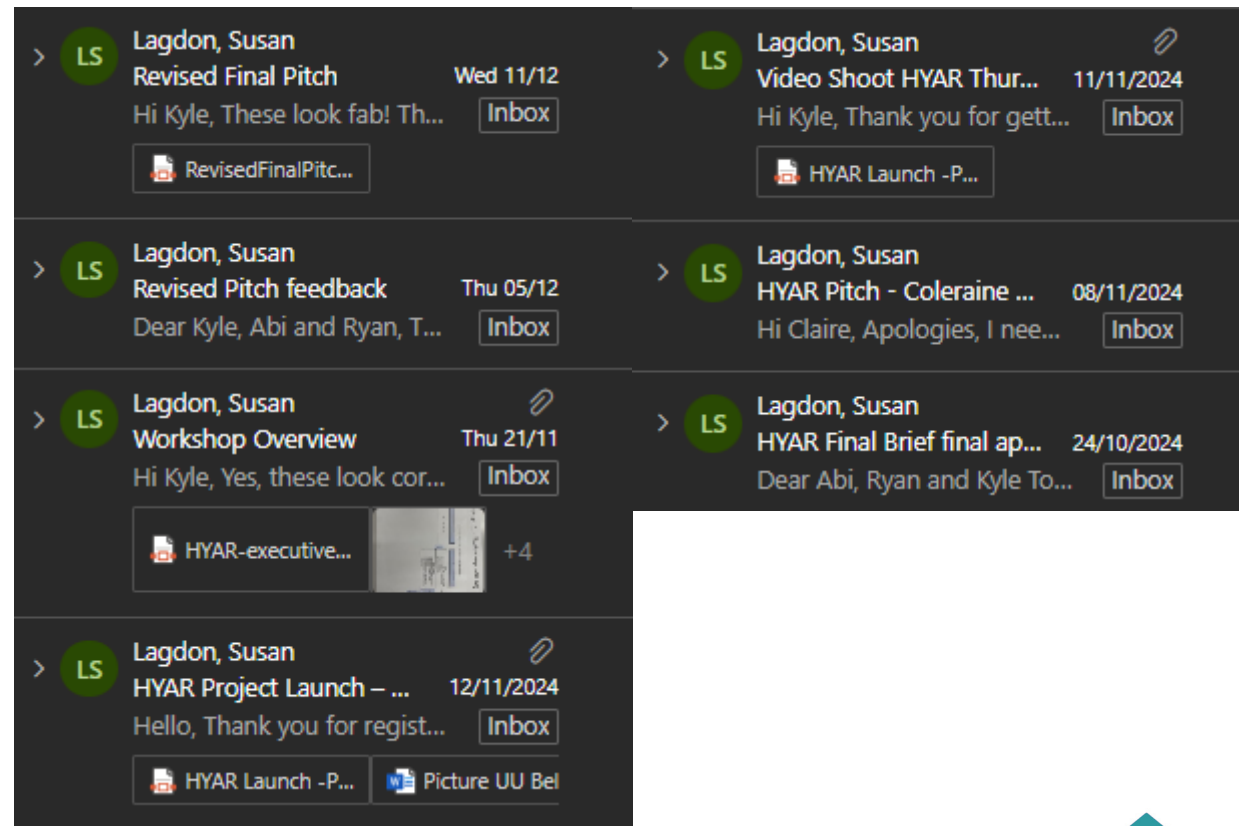 LS
Lagdon, Susan
Revised Final Pitch Wed 11/12
Hi Kyle, These look fab! Th... Inbox
RevisedFinalPitc...
LS
Lagdon, Susan
Revised Pitch feedback Thu 05/12
Dear Kyle, Abi and Ryan, T... Inbox
LS
Lagdon, Susan
Workshop Overview Thu 21/11
Hi Kyle, Yes, these look cor... Inbox
HYAR-executive... +4
LS
Lagdon, Susan
HYAR Project Launch – ... 12/11/2024
Hello, Thank you for regist... Inbox
HYAR Launch -P... Picture UU Bel
LS
Lagdon, Susan
Video Shoot HYAR Thur... 11/11/2024
Hi Kyle, Thank you for gett... Inbox
HYAR Launch -P...
LS
Lagdon, Susan
HYAR Pitch - Coleraine ... 08/11/2024
Hi Claire, Apologies, I nee... Inbox
LS
Lagdon, Susan
HYAR Final Brief final ap... 24/10/2024
Dear Abi, Ryan and Kyle To... Inbox